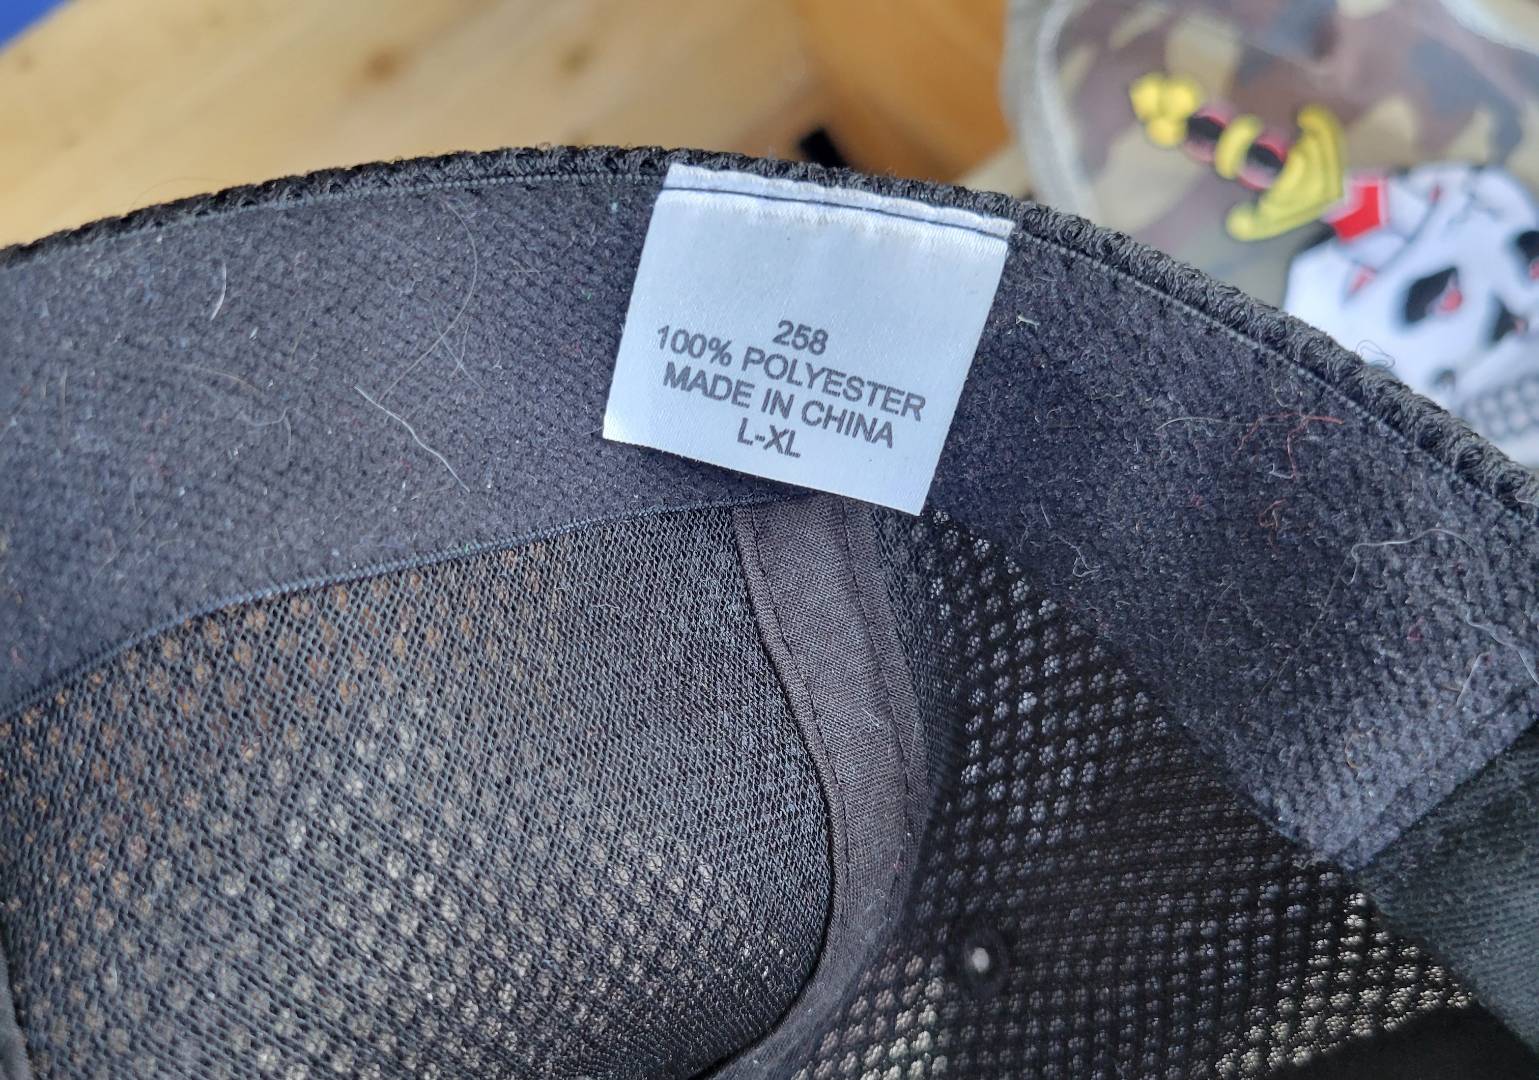 258
100% POLYESTER
MADE IN CHINA
L-XL